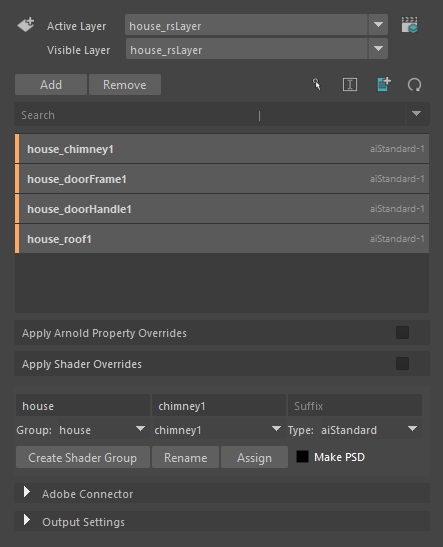 Active Layer house_rsLayer
Visible Layer house_rsLayer
Add Remove
Search
house_chimney1 aiStandard-1
house_doorFrame1 aiStandard-1
house_doorHandle1 aiStandard-1
house_roof1 aiStandard-1
Apply Arnold Property Overrides
Apply Shader Overrides
house chimney1 Suffix
Group: house chimney1 Type: aiStandard
Create Shader Group Rename Assign Make PSD
Adobe Connector
Output Settings